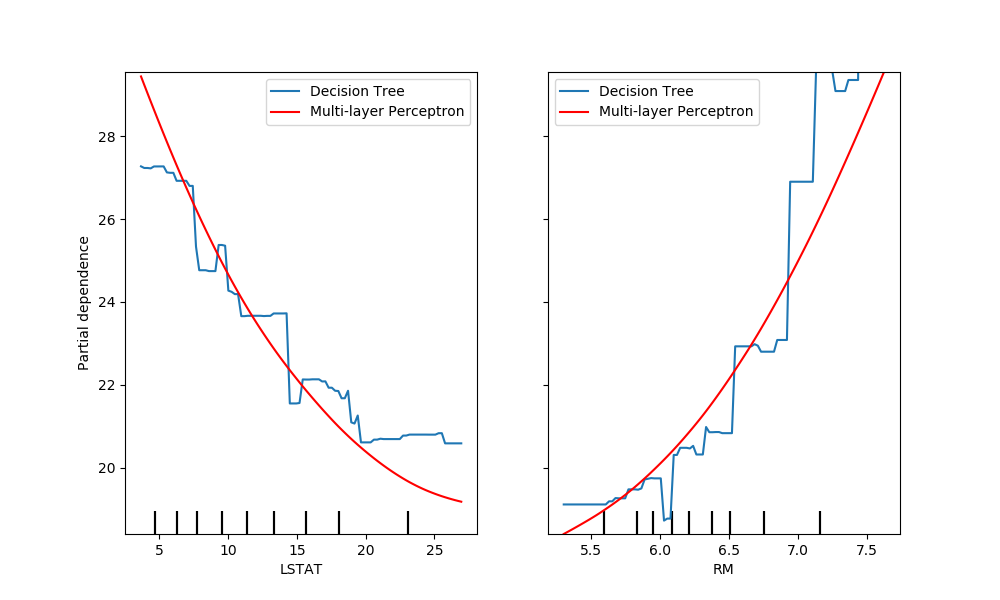 Decision Tree
Multi-layer Perceptron
Decision Tree
Multi-layer Perceptron
Partial dependence
28
26
24
22
20
5 10 15 20 25
LSTAT
5.5 6.0 6.5 7.0 7.5
RM